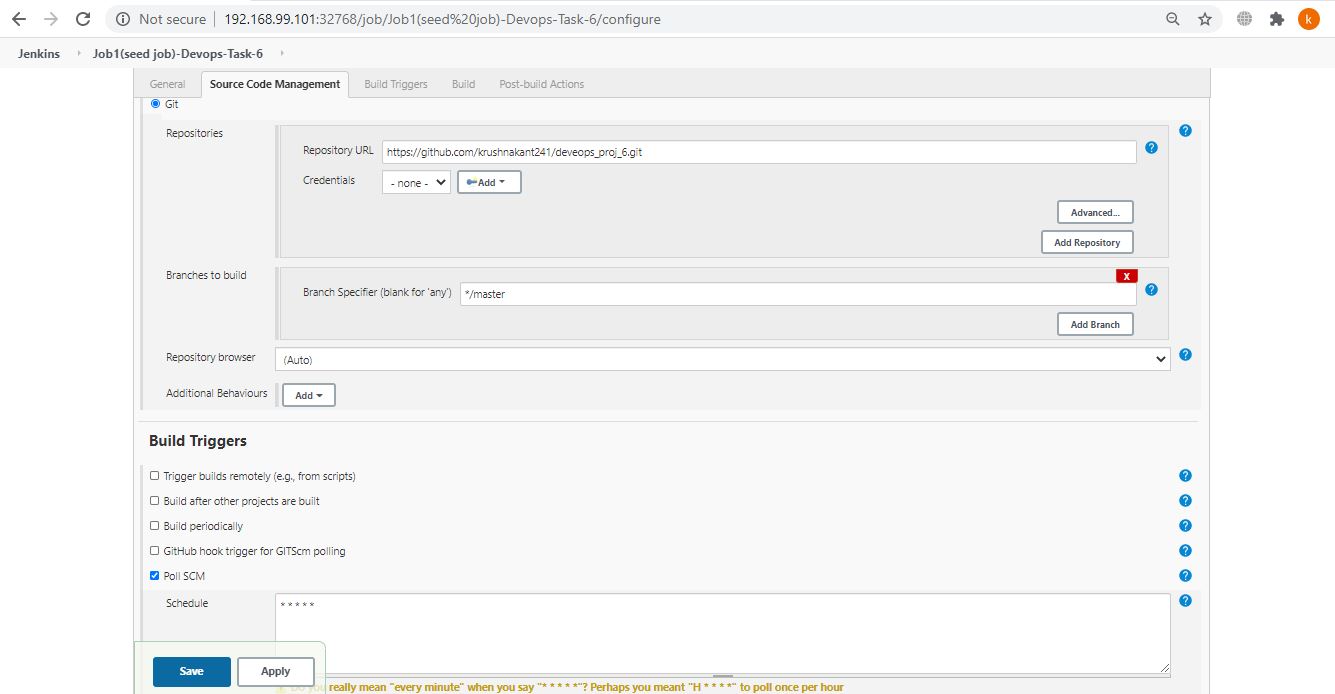 Not secure | 192.168.99.101:32768/job/Job1(seed%20job)-Devops-Task-6/configure
k
Jenkins Job1(seed job)-Devops-Task-6
General Source Code Management Build Triggers Build Post-build Actions
Git
Repositories
Repository URL https://github.com/krushnakant241/deveops_proj_6.git
Credentials - none - Add
Advanced...
Add Repository
Branches to build
X
Branch Specifier (blank for 'any') */master
Add Branch
Repository browser (Auto)
Additional Behaviours Add
Build Triggers
Trigger builds remotely (e.g., from scripts)
Build after other projects are built
Build periodically
GitHub hook trigger for GITScm polling
Poll SCM
Schedule * * * * *
Save Apply
Do you really mean "every minute" when you say "* * * * *"? Perhaps you meant "H * * * *" to poll once per hour